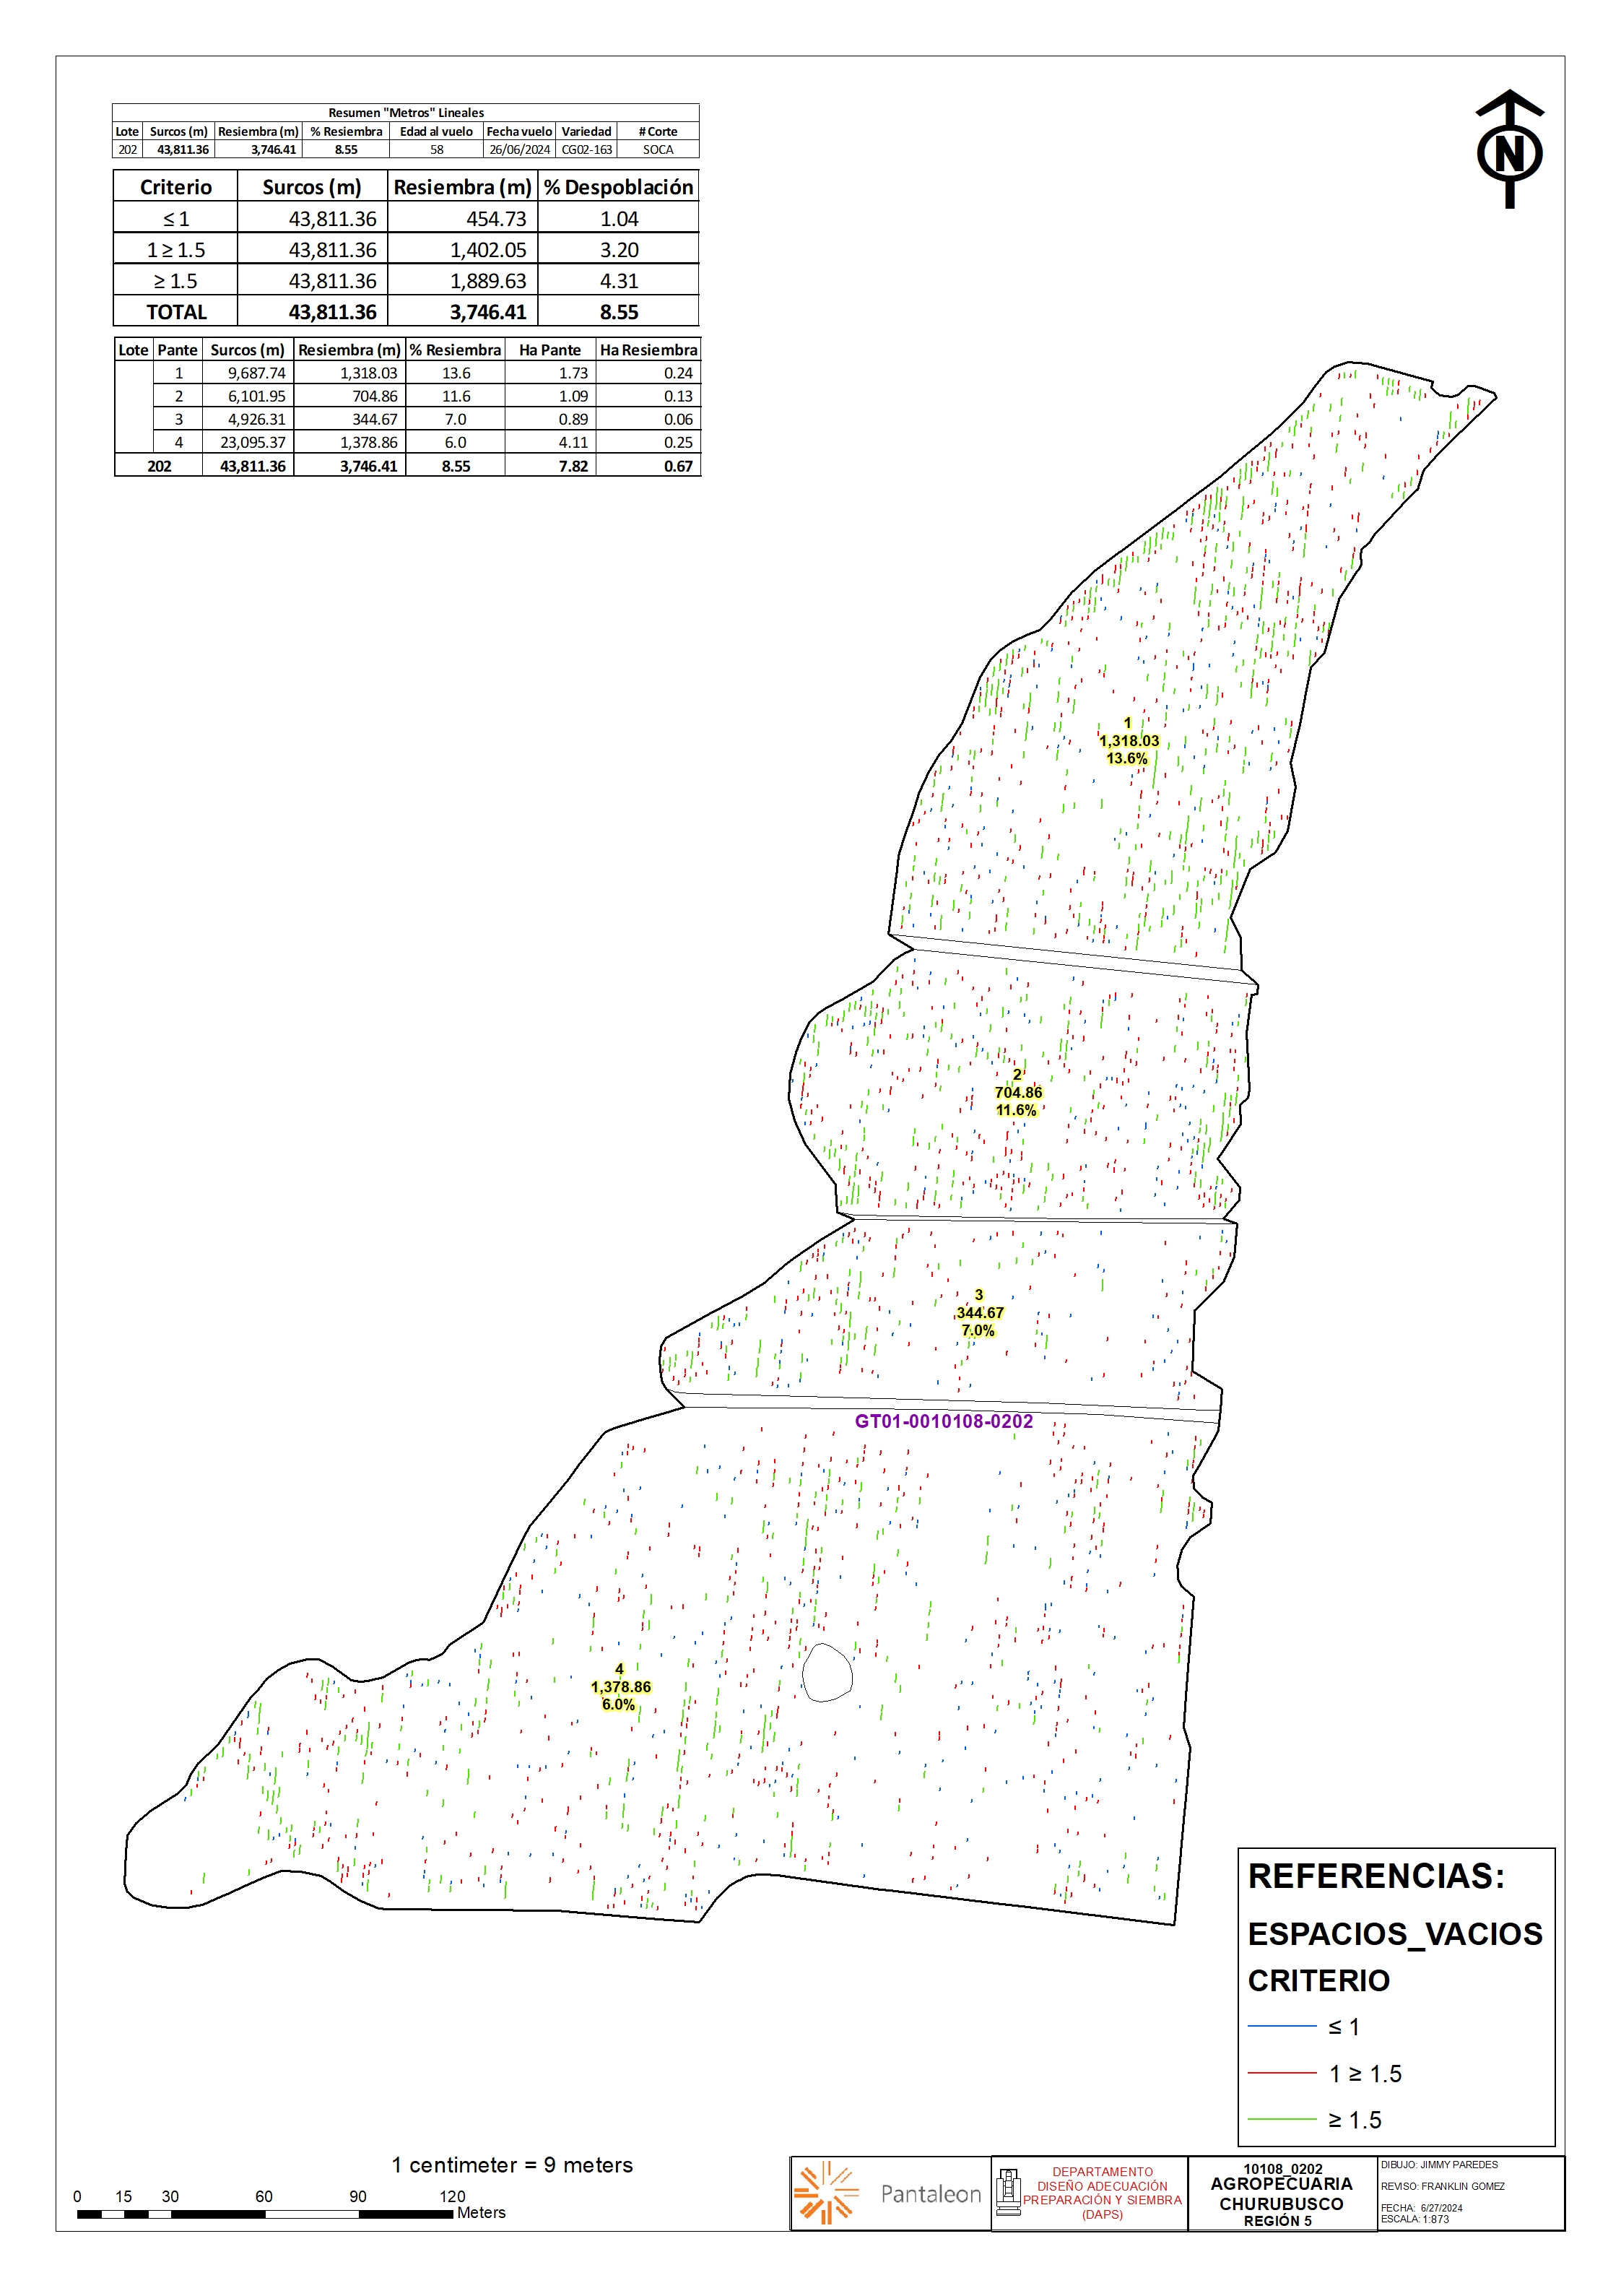 Resumen "Metros" Lineales
Lote Surcos (m) Resiembra (m) % Resiembra Edad al vuelo Fecha vuelo Variedad # Corte
202 43,811.36 3,746.41 8.55 58 26/06/2024 CG02-163 SOCA
Criterio Surcos (m) Resiembra (m) % Despoblación
≤ 1 43,811.36 454.73 1.04
1 ≥ 1.5 43,811.36 1,402.05 3.20
≥ 1.5 43,811.36 1,889.63 4.31
TOTAL 43,811.36 3,746.41 8.55
Lote Pante Surcos (m) Resiembra (m) % Resiembra Ha Pante Ha Resiembra
1 9,687.74 1,318.03 13.6 1.73 0.24
2 6,101.95 704.86 11.6 1.09 0.13
3 4,926.31 344.67 7.0 0.89 0.06
4 23,095.37 1,378.86 6.0 4.11 0.25
202 43,811.36 3,746.41 8.55 7.82 0.67
N
1
1,318.03
13.6%
2
704.86
11.6%
3
344.67
7.0%
GT01-0010108-0202
4
1,378.86
6.0%
REFERENCIAS:
ESPACIOS_VACIOS
CRITERIO
≤ 1
1 ≥ 1.5
≥ 1.5
1 centimeter = 9 meters
0 15 30 60 90 120
Meters
Pantaleon
DEPARTAMENTO
DISEÑO ADECUACIÓN
PREPARACIÓN Y SIEMBRA
(DAPS)
10108_0202
AGROPECUARIA
CHURUBUSCO
REGIÓN 5
DIBUJO: JIMMY PAREDES
REVISO: FRANKLIN GOMEZ
FECHA: 6/27/2024
ESCALA: 1:873